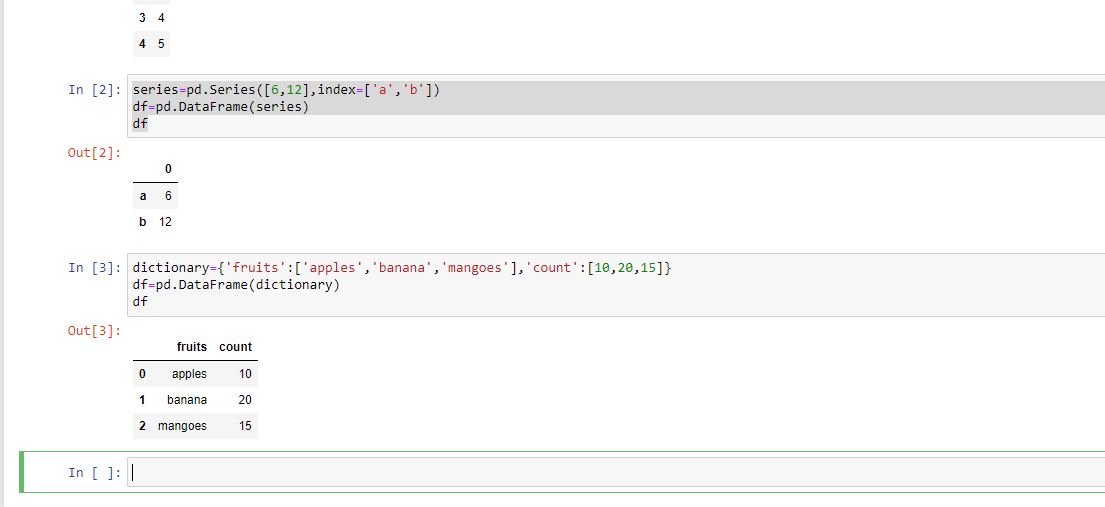 3 4
4 5
In [2]: series=pd.Series([6,12],index=['a','b'])
df=pd.DataFrame(series)
df
Out[2]:
0
a 6
b 12
In [3]: dictionary={'fruits':['apples','banana','mangoes'],'count':[10,20,15]}
df=pd.DataFrame(dictionary)
df
Out[3]:
fruits count
0 apples 10
1 banana 20
2 mangoes 15
In [ ]: